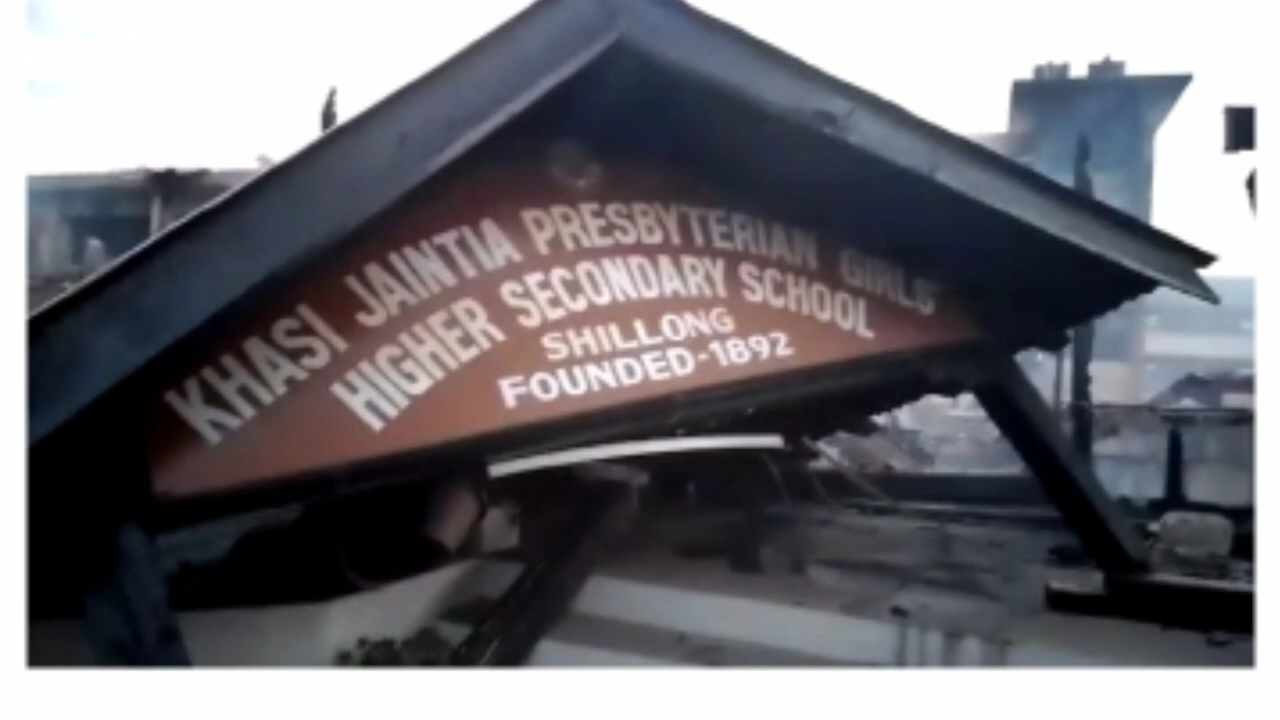 KHASI JAINTIA PRESBYTERIAN GIRLS'
HIGHER SECONDARY SCHOOL
SHILLONG
FOUNDED-1892